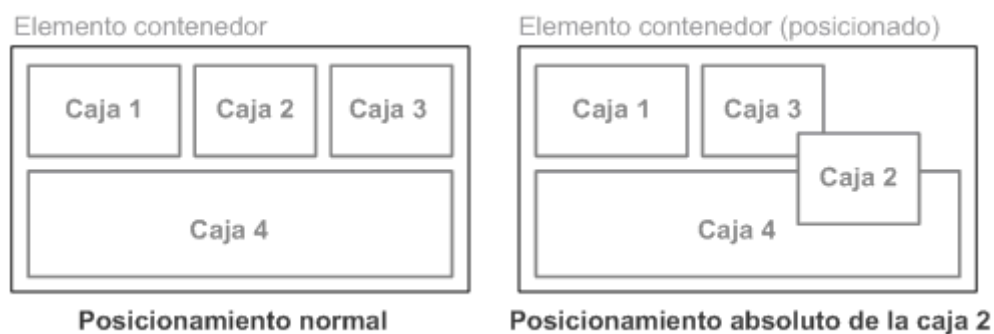 Elemento contenedor
Caja 1
Caja 2
Caja 3
Caja 4
Posicionamiento normal
Elemento contenedor (posicionado)
Caja 1
Caja 3
Caja 2
Caja 4
Posicionamiento absoluto de la caja 2